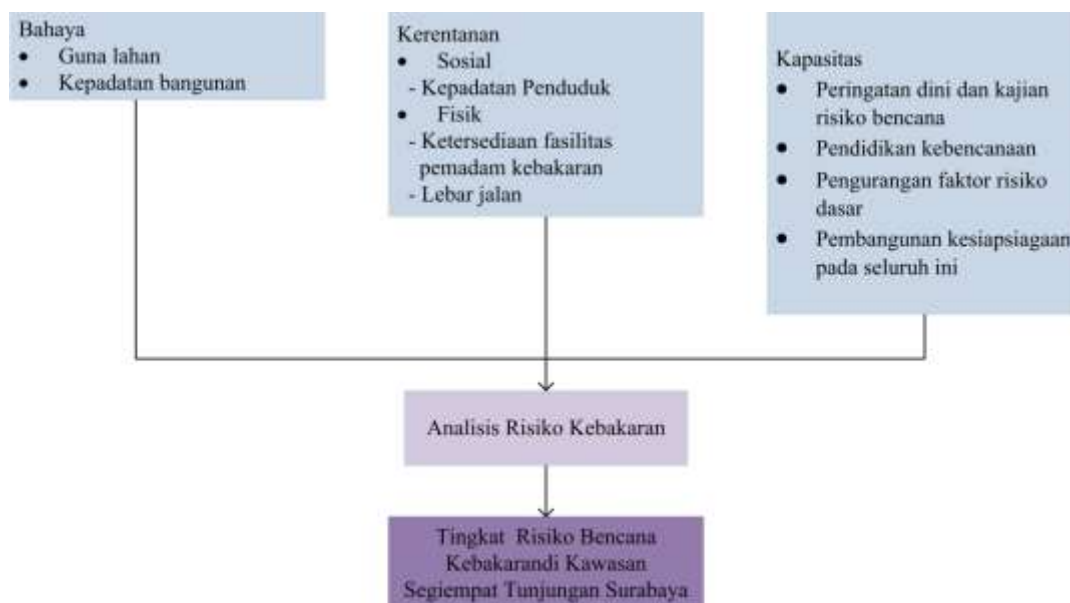 Bahaya
• Guna lahan
• Kepadatan bangunan
Kerentanan
• Sosial
- Kepadatan Penduduk
• Fisik
- Ketersediaan fasilitas
pemadam kebakaran
- Lebar jalan
Kapasitas
• Peringatan dini dan kajian
risiko bencana
• Pendidikan kebencanaan
• Pengurangan faktor risiko
dasar
• Pembangunan kesiapsiagaan
pada seluruh ini
Analisis Risiko Kebakaran
Tingkat Risiko Bencana
Kebakarandi Kawasan
Segiempat Tunjungan Surabaya